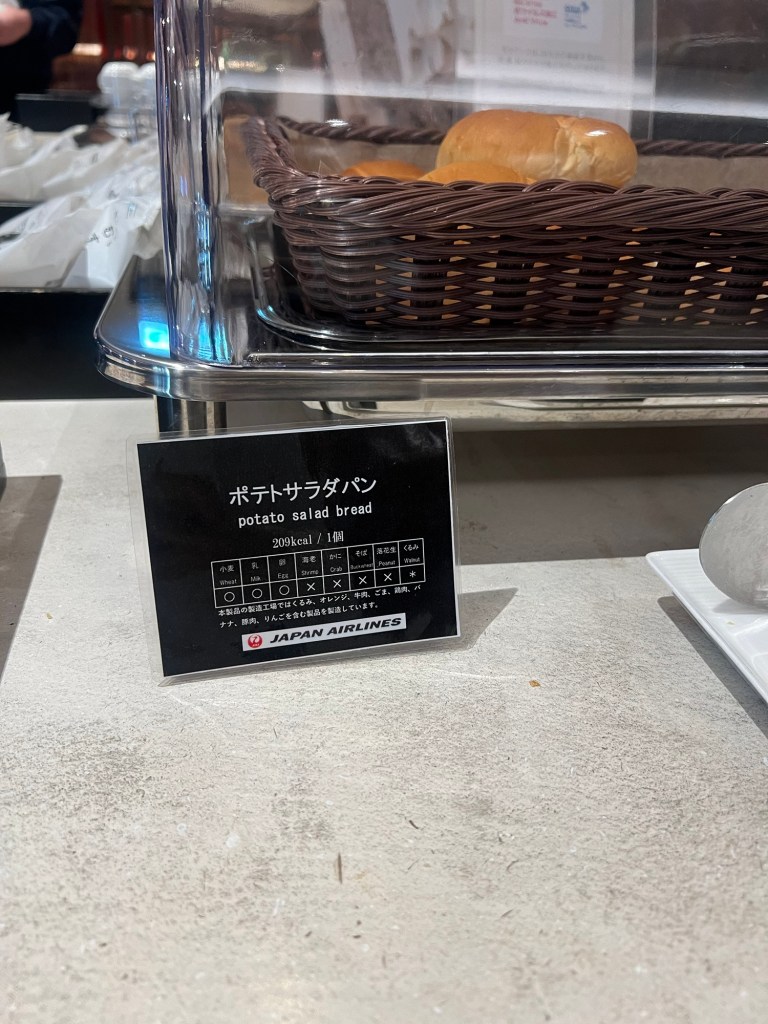 ポテトサラダパン
potato salad bread
209kcal / 1個
小麦 乳 卵 海老 かに そば 落花生 くるみ
Wheat Milk Egg Shrimp Crab Buckwheat Peanut Walnut
○ ○ ○ × × × × *
本製品の製造工場ではくるみ、オレンジ、牛肉、ごま、鶏肉、バ
ナナ、豚肉、りんごを含む製品を製造しています。
JAPAN AIRLINES